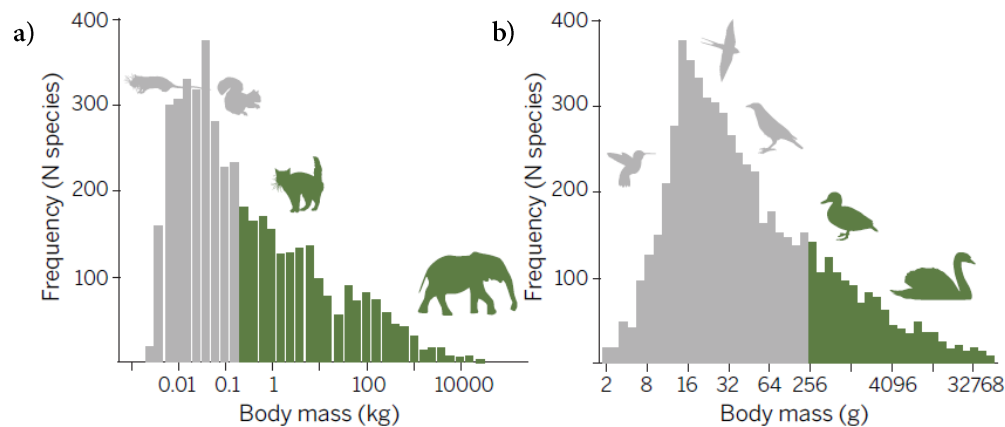 a)
Frequency (N species)
400
300
200
100
0.01 0.1 1 100 10000
Body mass (kg)
b)
Frequency (N species)
400
300
200
100
2 8 16 32 64 256 4096 32768
Body mass (g)